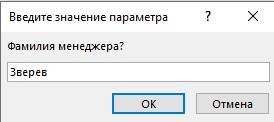 Введите значение параметра ? ×
Фамилия менеджера?
Зверев
ОК Отмена